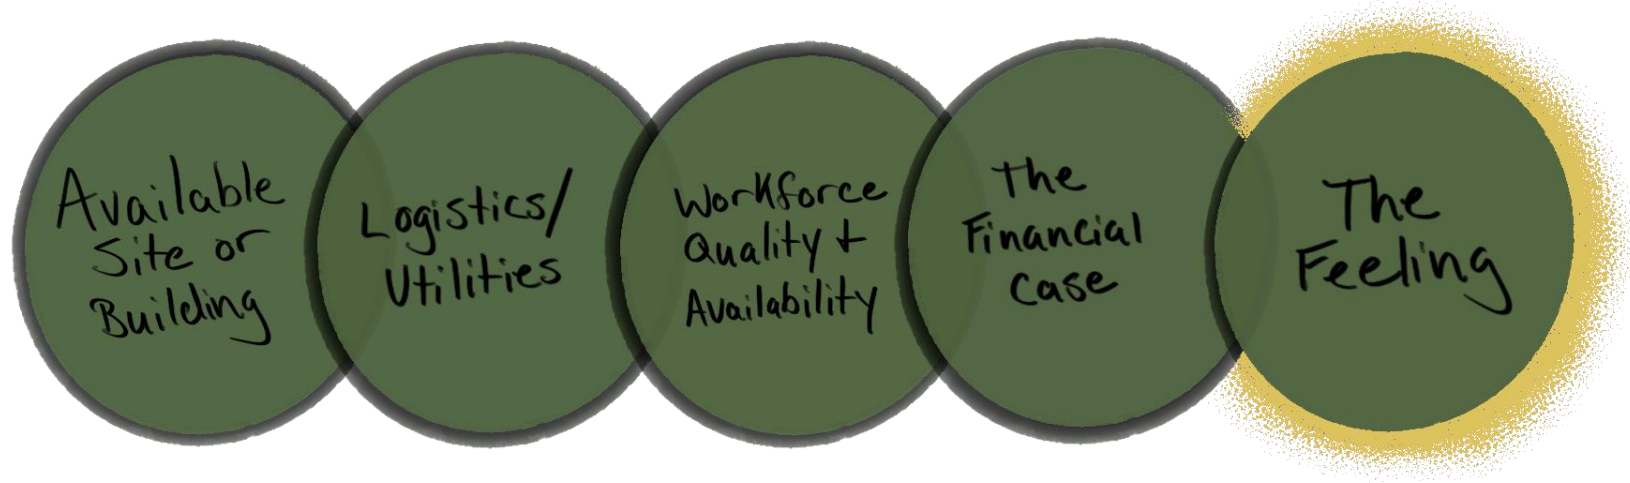 Available
Site or
Building
Logistics/
Utilities
Workforce
Quality +
Availability
The
Financial
Case
The
Feeling